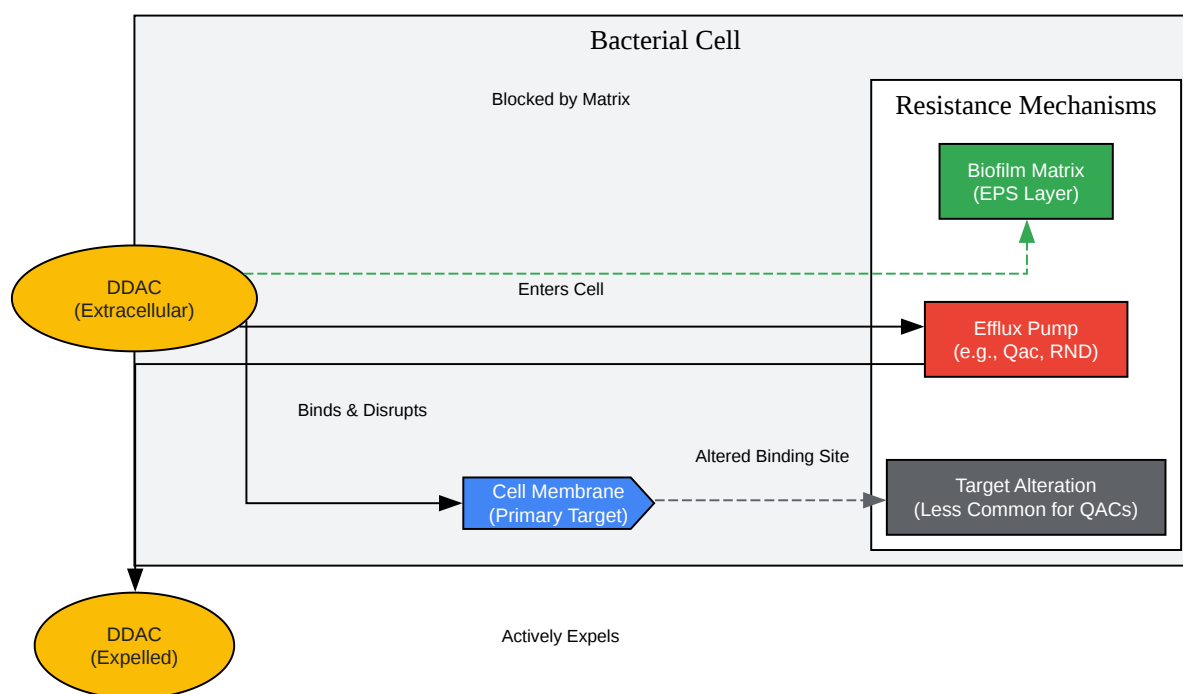 Bacterial Cell
Blocked by Matrix
Resistance Mechanisms
Biofilm Matrix
(EPS Layer)
DDAC
(Extracellular)
Enters Cell
Efflux Pump
(e.g., Qac, RND)
Binds & Disrupts
Altered Binding Site
Cell Membrane
(Primary Target)
Target Alteration
(Less Common for QACs)
DDAC
(Expelled)
Actively Expels